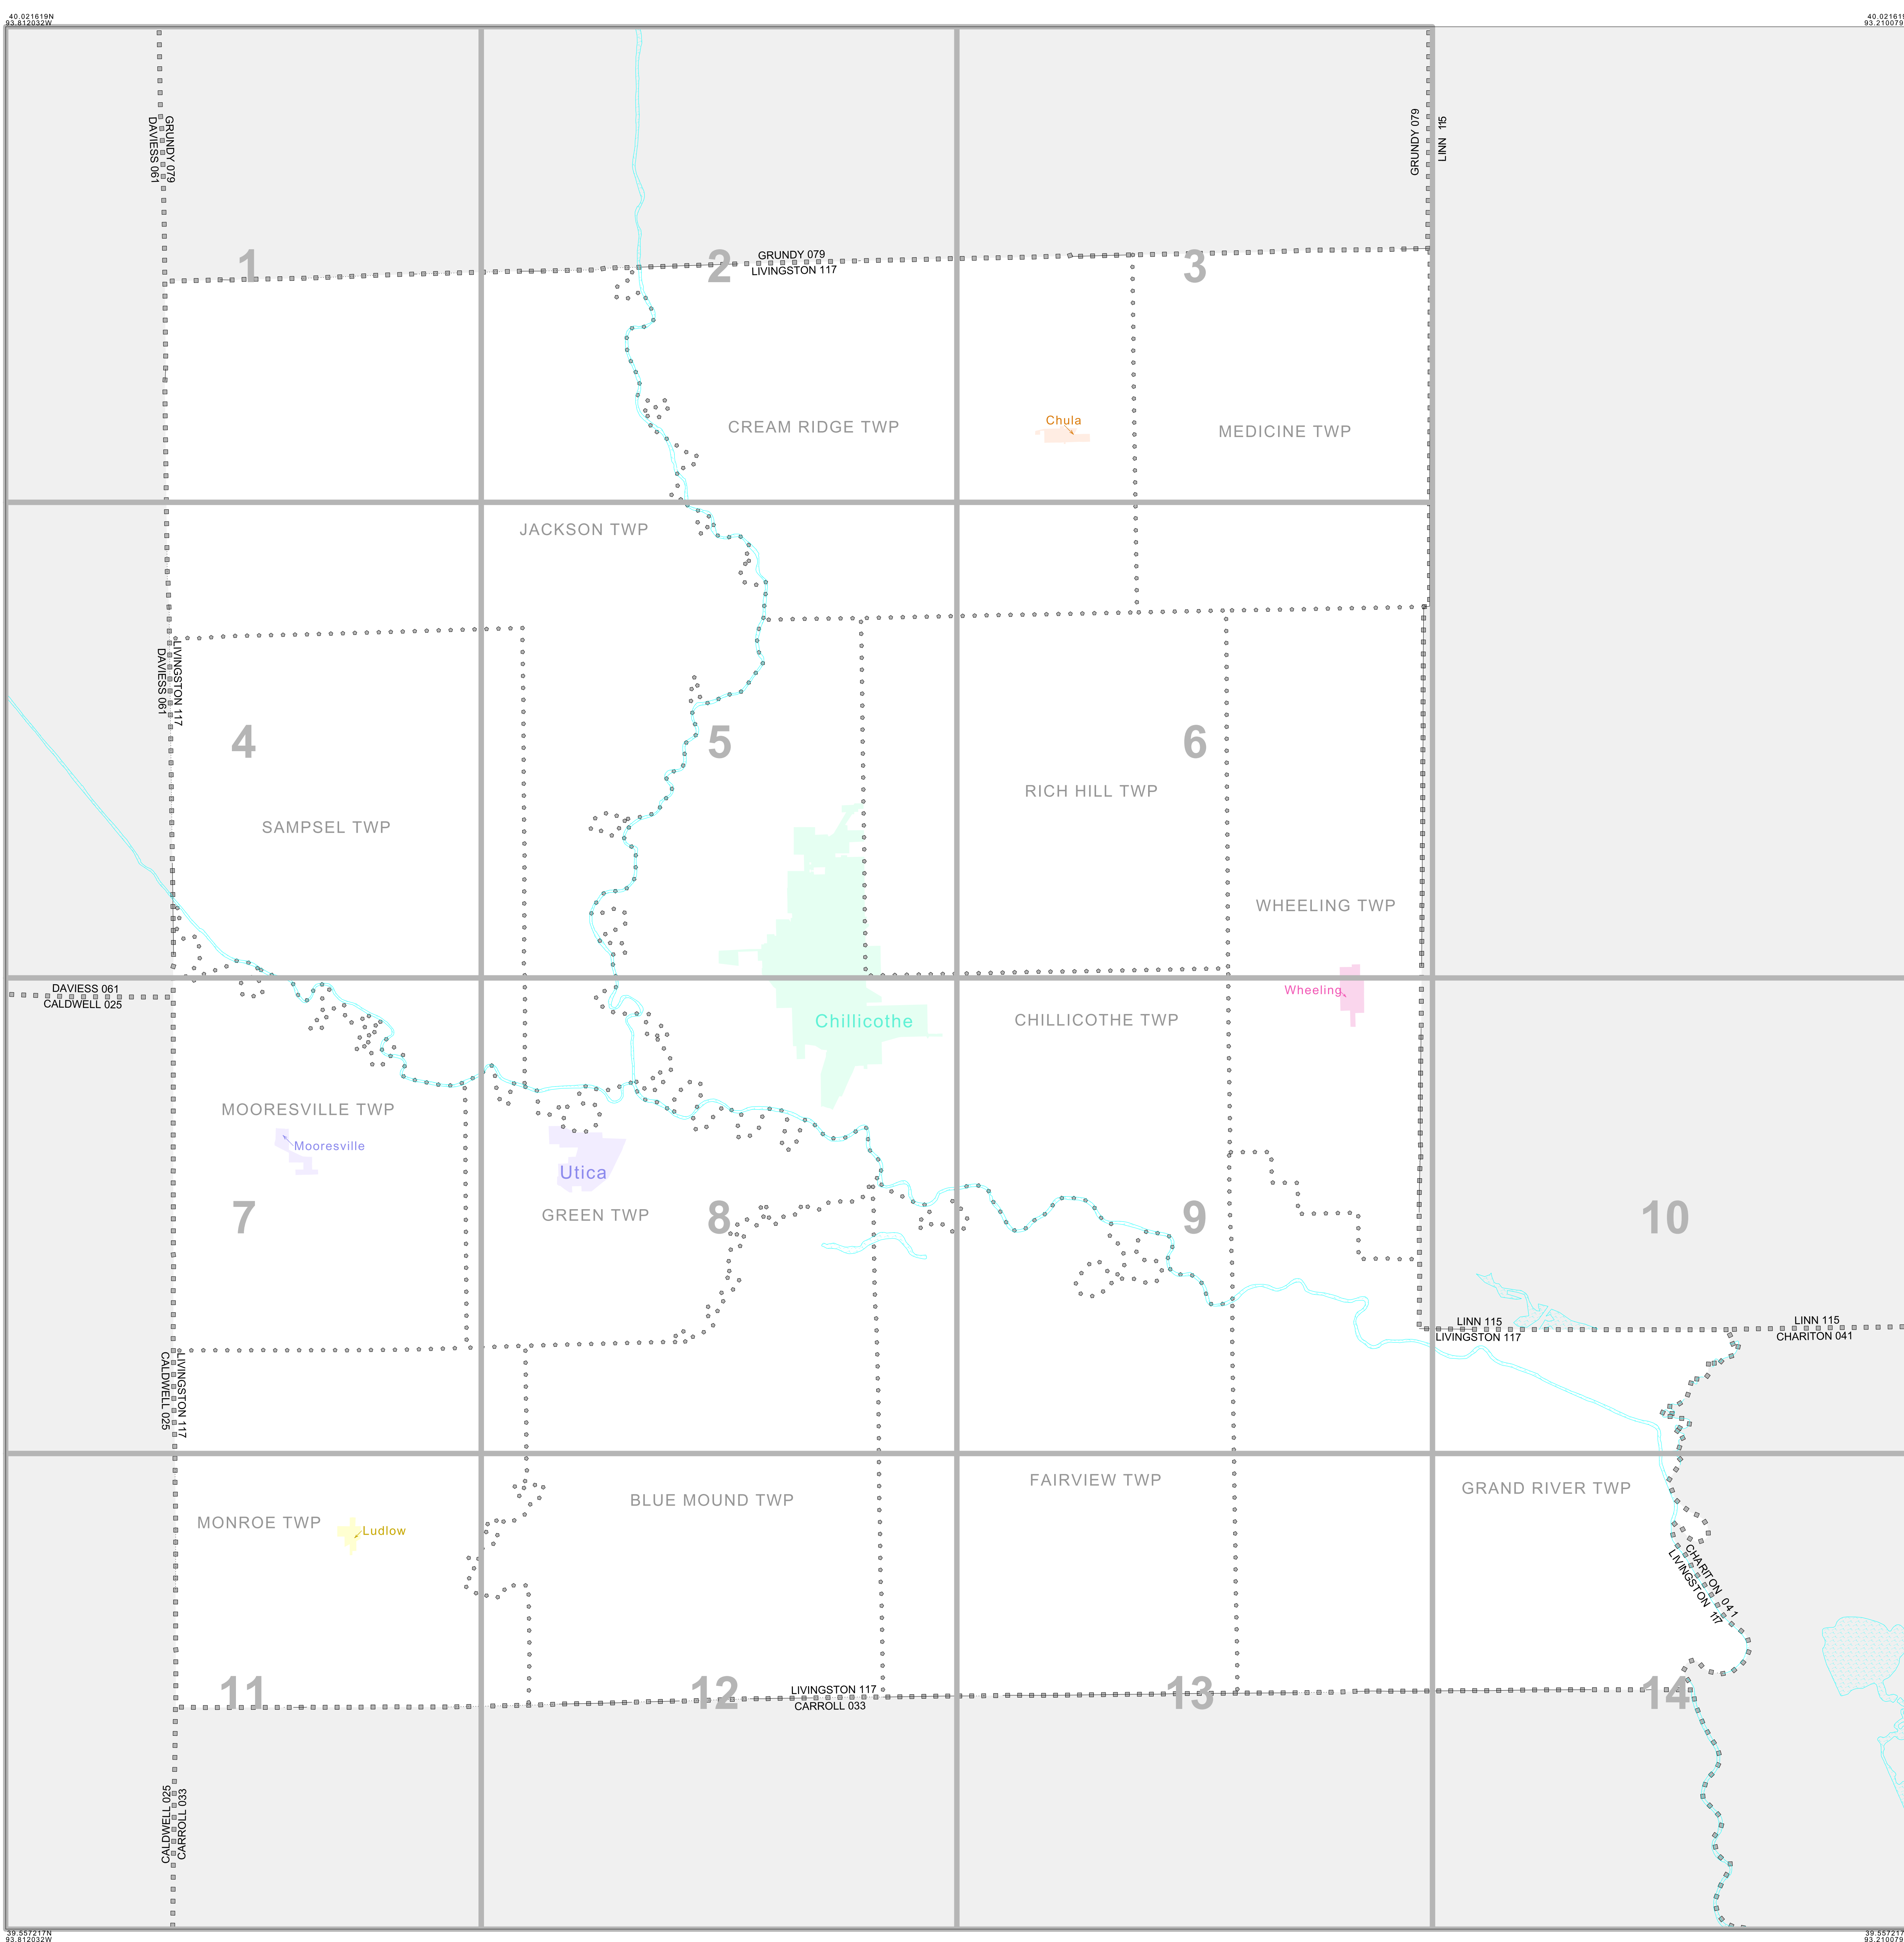 40.021619N
93.812032W
40.021619
93.210079
GRUNDY 079
DAVIESS 061
GRUNDY 079
LINN 115
1
2
3
GRUNDY 079
LIVINGSTON 117
CREAM RIDGE TWP
Chula
MEDICINE TWP
JACKSON TWP
LIVINGSTON 117
DAVIESS 061
4
5
6
RICH HILL TWP
SAMPSEL TWP
WHEELING TWP
DAVIESS 061
CALDWELL 025
Wheeling
Chillicothe
CHILLICOTHE TWP
MOORESVILLE TWP
Mooresville
Utica
GREEN TWP
7
8
9
10
LINN 115
LIVINGSTON 117
LINN 115
CHARITON 041
LIVINGSTON 117
CALDWELL 025
FAIRVIEW TWP
GRAND RIVER TWP
BLUE MOUND TWP
MONROE TWP
Ludlow
CHARITON 041
LIVINGSTON 117
11
12
13
14
LIVINGSTON 117
CARROLL 033
CALDWELL 025
CARROLL 033
39.557217N
93.812032W
39.557217
93.210079